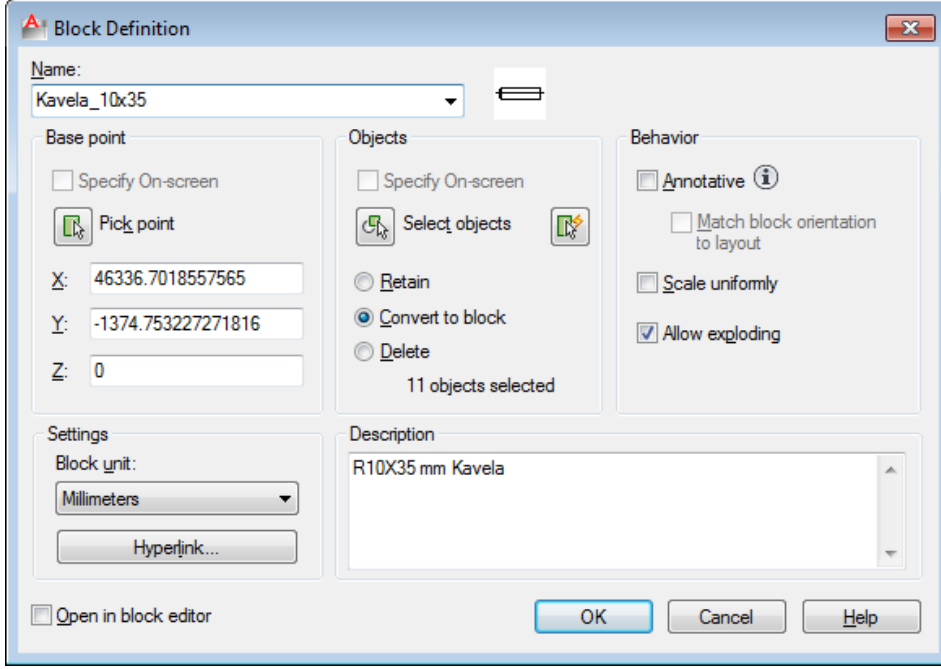 Block Definition
Name:
Kavela_10x35
Base point
Specify On-screen
Pick point
X: 46336.7018557565
Y: -1374.753227271816
Z: 0
Objects
Specify On-screen
Select objects
Retain
Convert to block
Delete
11 objects selected
Behavior
Annotative
Match block orientation
to layout
Scale uniformly
Allow exploding
Settings
Block unit:
Millimeters
Hyperlink...
Description
R10X35 mm Kavela
Open in block editor
OK
Cancel
Help